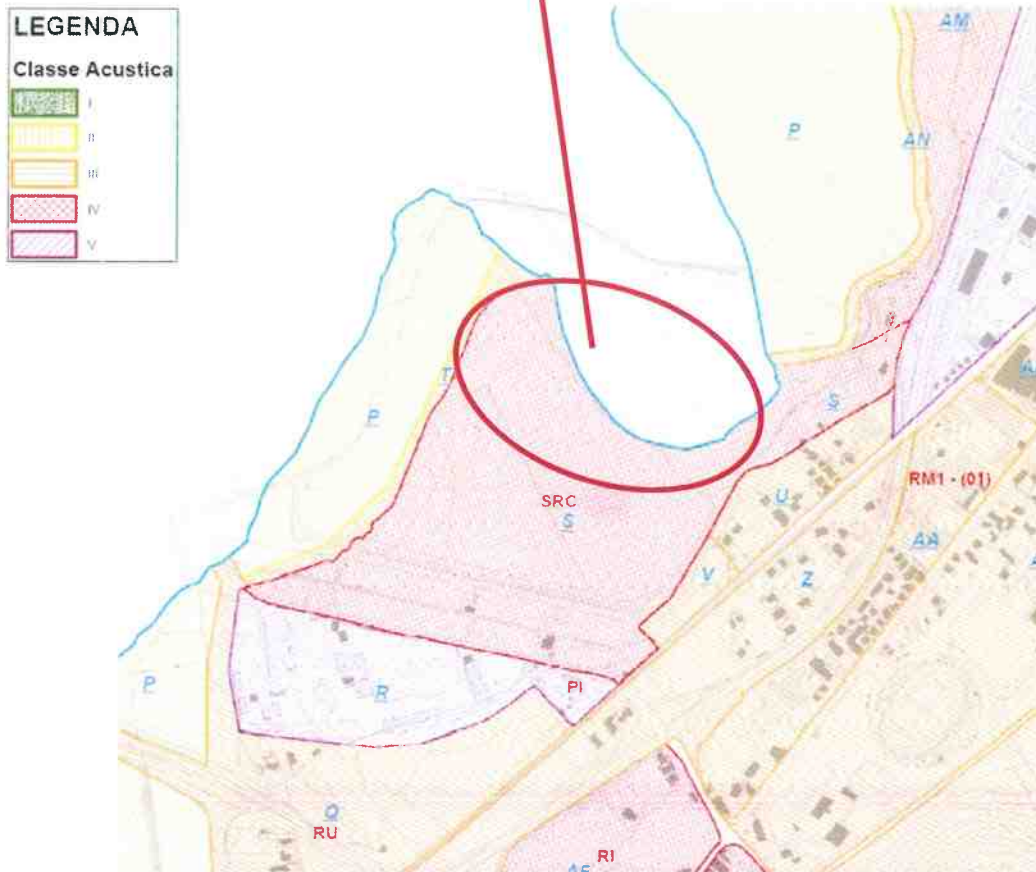 LEGENDA
Classe Acustica
I
II
III
IV
V
AM
P
AN
T
P
S
SRC
S
U
RM1 - (01)
AA
V
Z
P
R
PI
Q
RU
RI